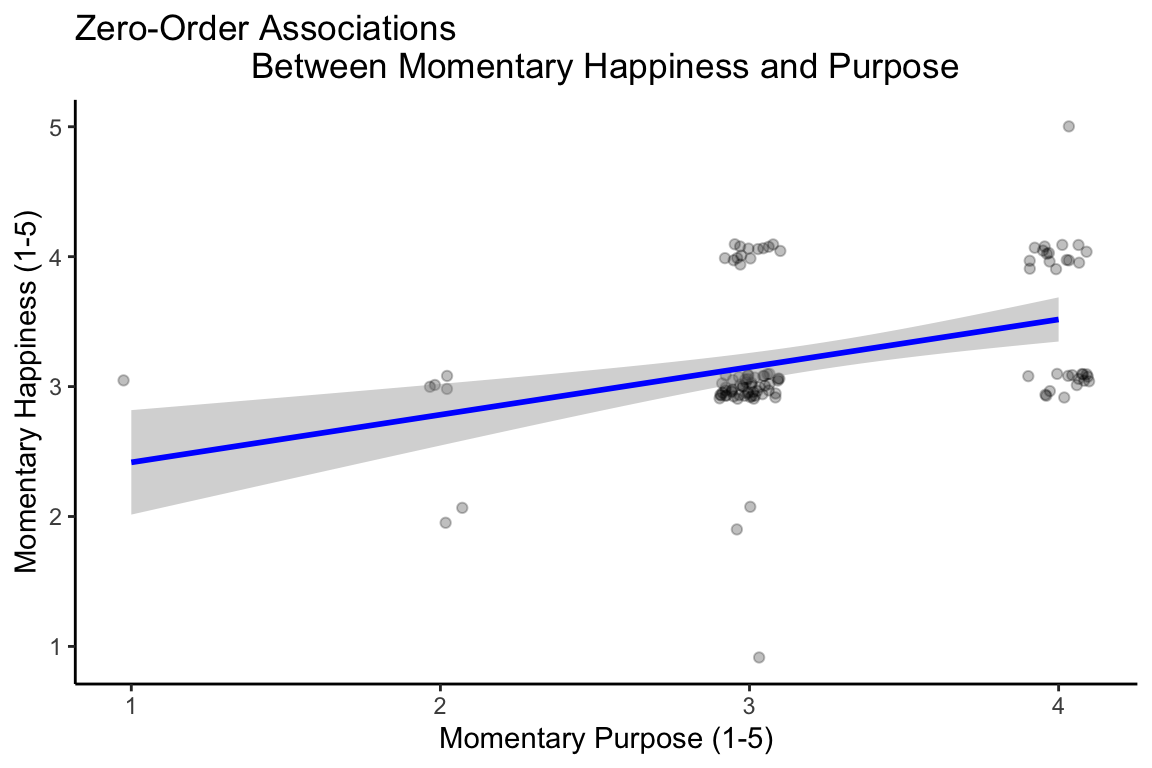 Zero-Order Associations
Between Momentary Happiness and Purpose
Momentary Happiness (1-5)
5
4
3
2
1
1 2 3 4
Momentary Purpose (1-5)